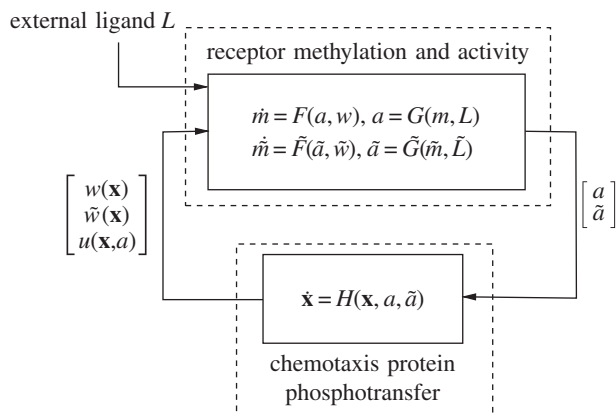 external ligand L
receptor methylation and activity
ṁ = F(a, w), a = G(m, L)
m̃̇ = F̃(ã, w̃), ã = G̃(m̃, L̃)
w(x)
w̃(x)
u(x,a)
a
ã
ẋ = H(x, a, ã)
chemotaxis protein
phosphotransfer